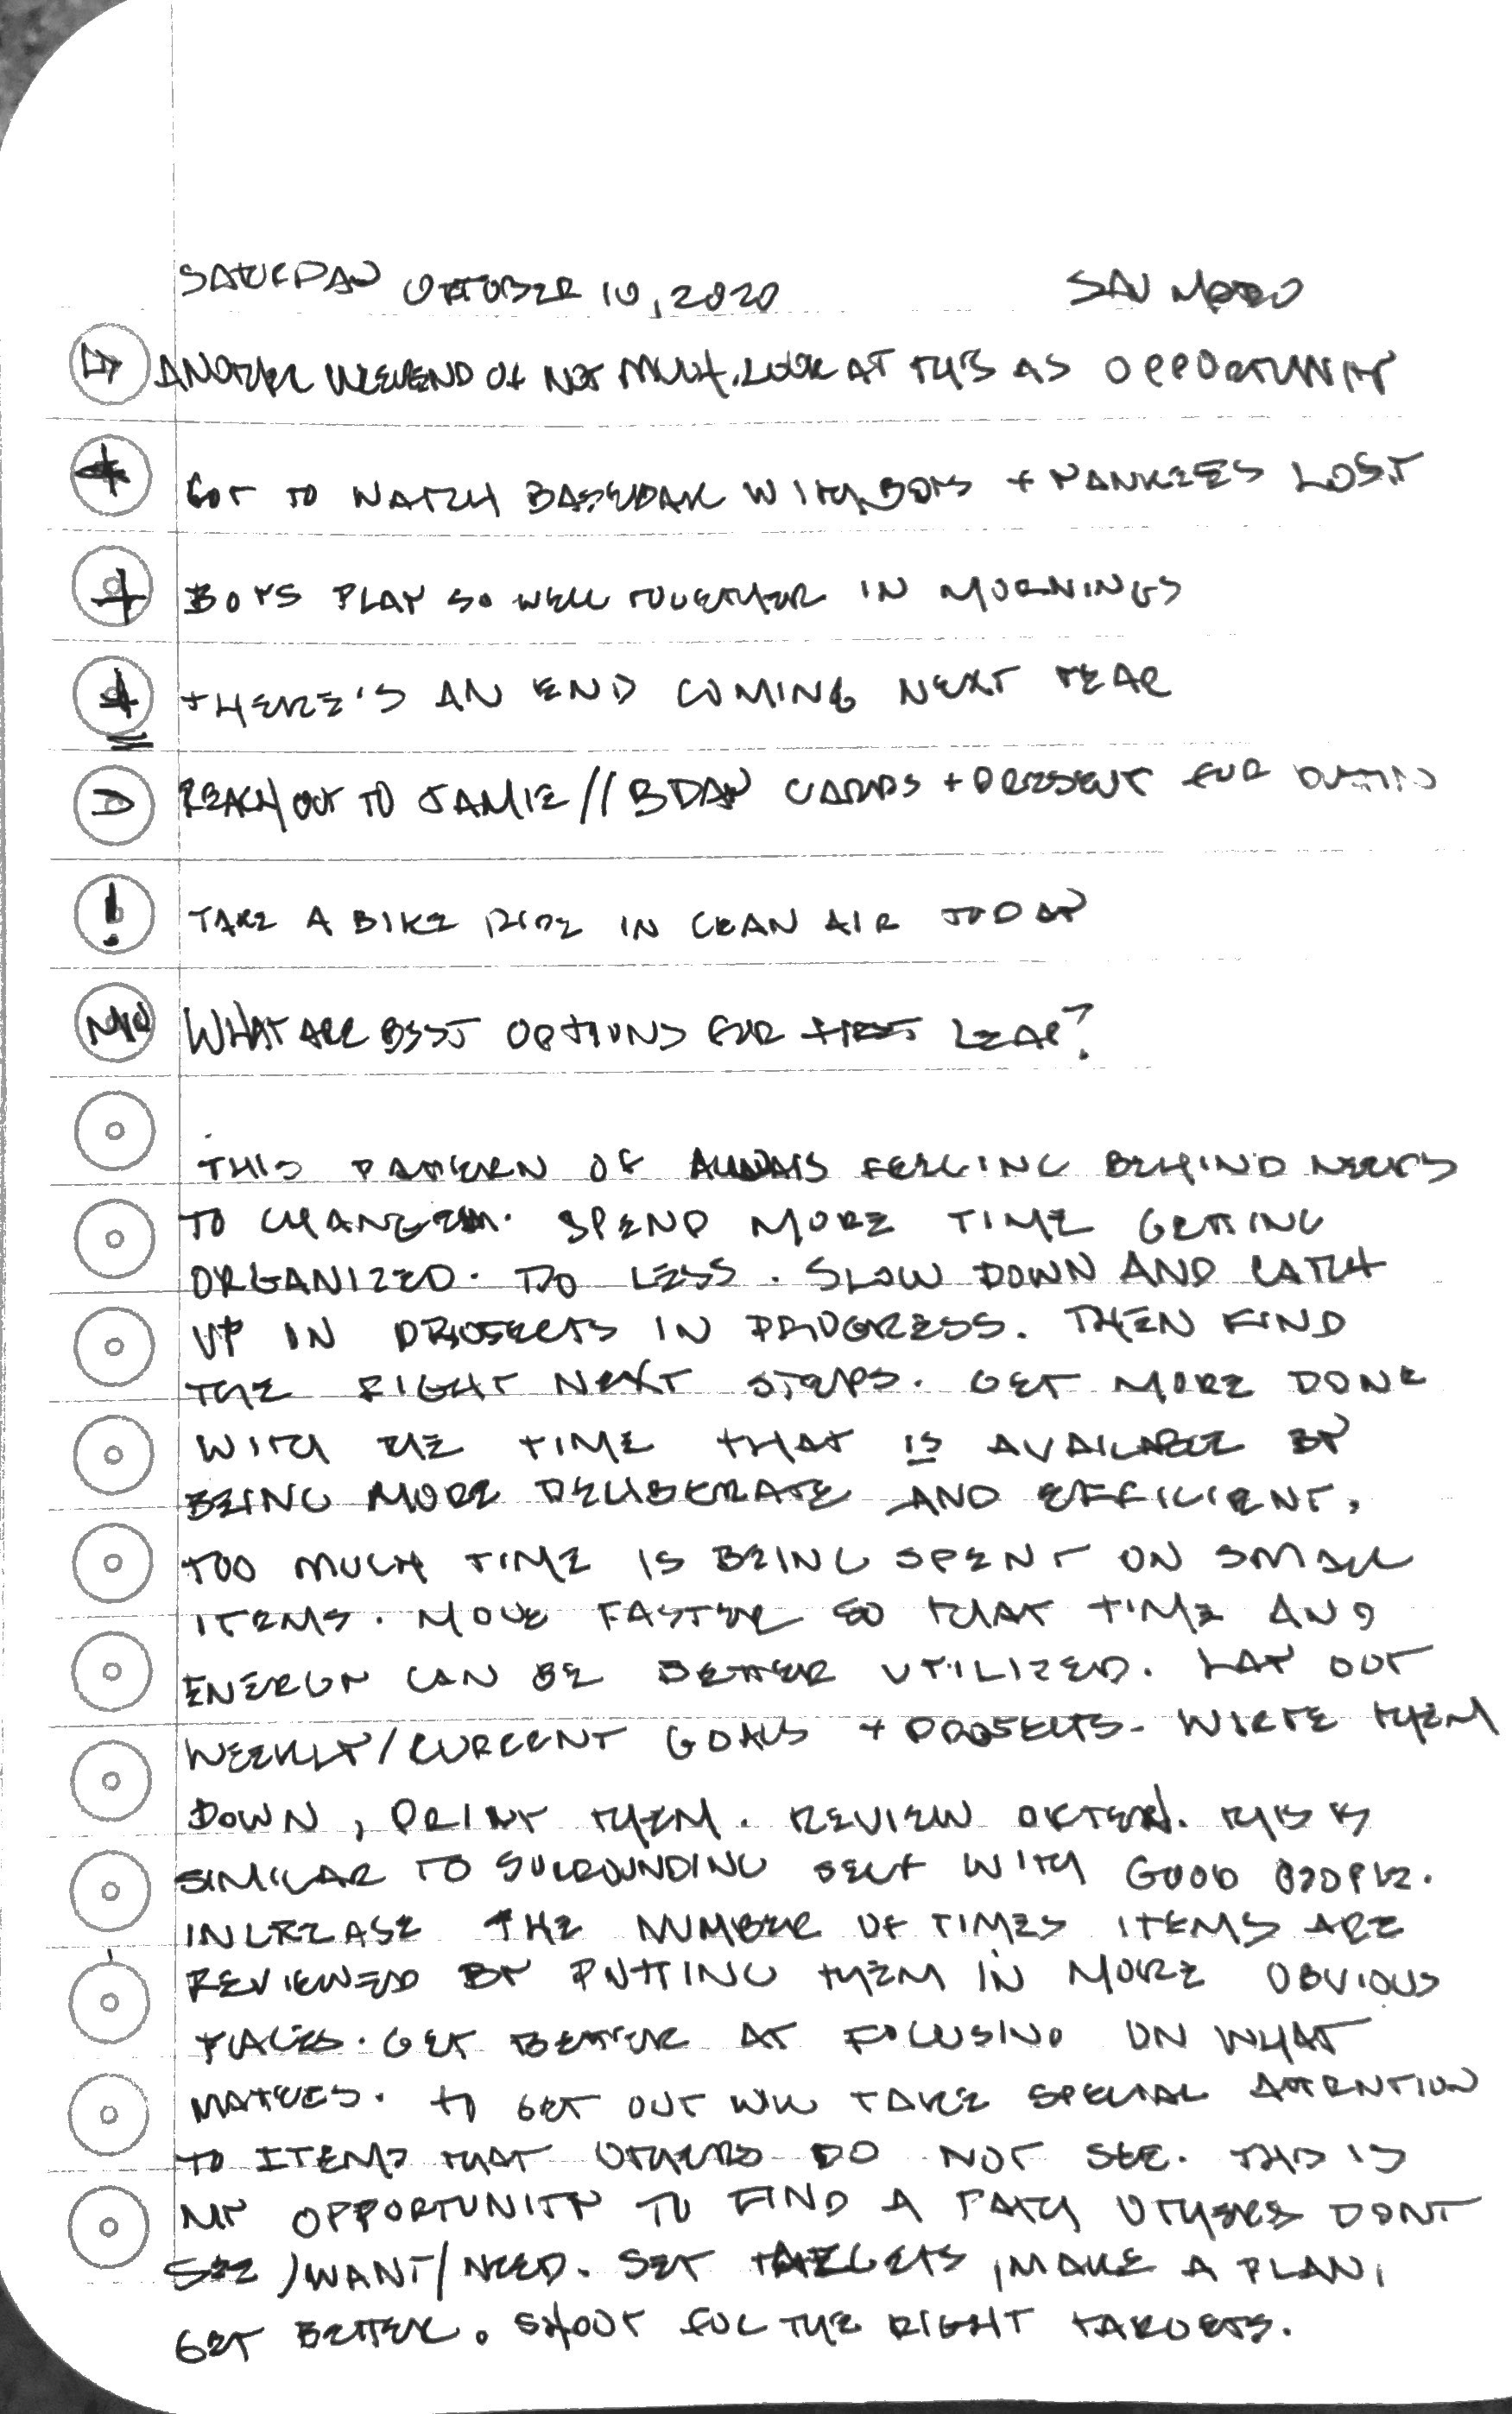 SATURDAY OCTOBER 10, 2020 SAN MATEO
ANOTHER WEEKEND OF NOT MUCH. LOOK AT THIS AS OPPORTUNITY
+ GOT TO WATCH BASEBALL WITH BOYS + YANKEES LOST
+ BOYS PLAY SO WELL TOGETHER IN MORNINGS
+ THERE'S AN END COMING NEXT YEAR
D REACH OUT TO JAMIE // BDAY CARDS + PRESENT FOR
! TAKE A BIKE RIDE IN CLEAN AIR TODAY
WHAT ARE BEST OPTIONS FOR FIRST LEAP?
THIS PATTERN OF ALWAYS FEELING BEHIND NEEDS
TO CHANGE. SPEND MORE TIME GETTING
ORGANIZED. DO LESS. SLOW DOWN AND CATCH
UP IN PROJECTS IN PROGRESS. THEN FIND
THE RIGHT NEXT STEPS. GET MORE DONE
WITH THE TIME THAT IS AVAILABLE BY
BEING MORE DELIBERATE AND EFFICIENT.
TOO MUCH TIME IS BEING SPENT ON SMALL
ITEMS. MOVE FASTER SO THAT TIME AND
ENERGY CAN BE BETTER UTILIZED. LAY OUT
WEEKLY/CURRENT GOALS + PROJECTS - WRITE THEM
DOWN, PRINT THEM. REVIEW OFTEN. THIS IS
SIMILAR TO SURROUNDING SELF WITH GOOD PEOPLE.
INCREASE THE NUMBER OF TIMES ITEMS ARE
REVIEWED BY PUTTING THEM IN MORE OBVIOUS
PLACES. GET BETTER AT FOCUSING ON WHAT
MATTERS. TO GET OUT WILL TAKE SPECIAL ATTENTION
TO ITEMS THAT OTHERS DO NOT SEE. THIS IS
MY OPPORTUNITY TO FIND A PATH OTHERS DONT
SEE/WANT/NEED. SET TARGETS, MAKE A PLAN,
GET BETTER. SHOOT FOR THE RIGHT TARGETS.